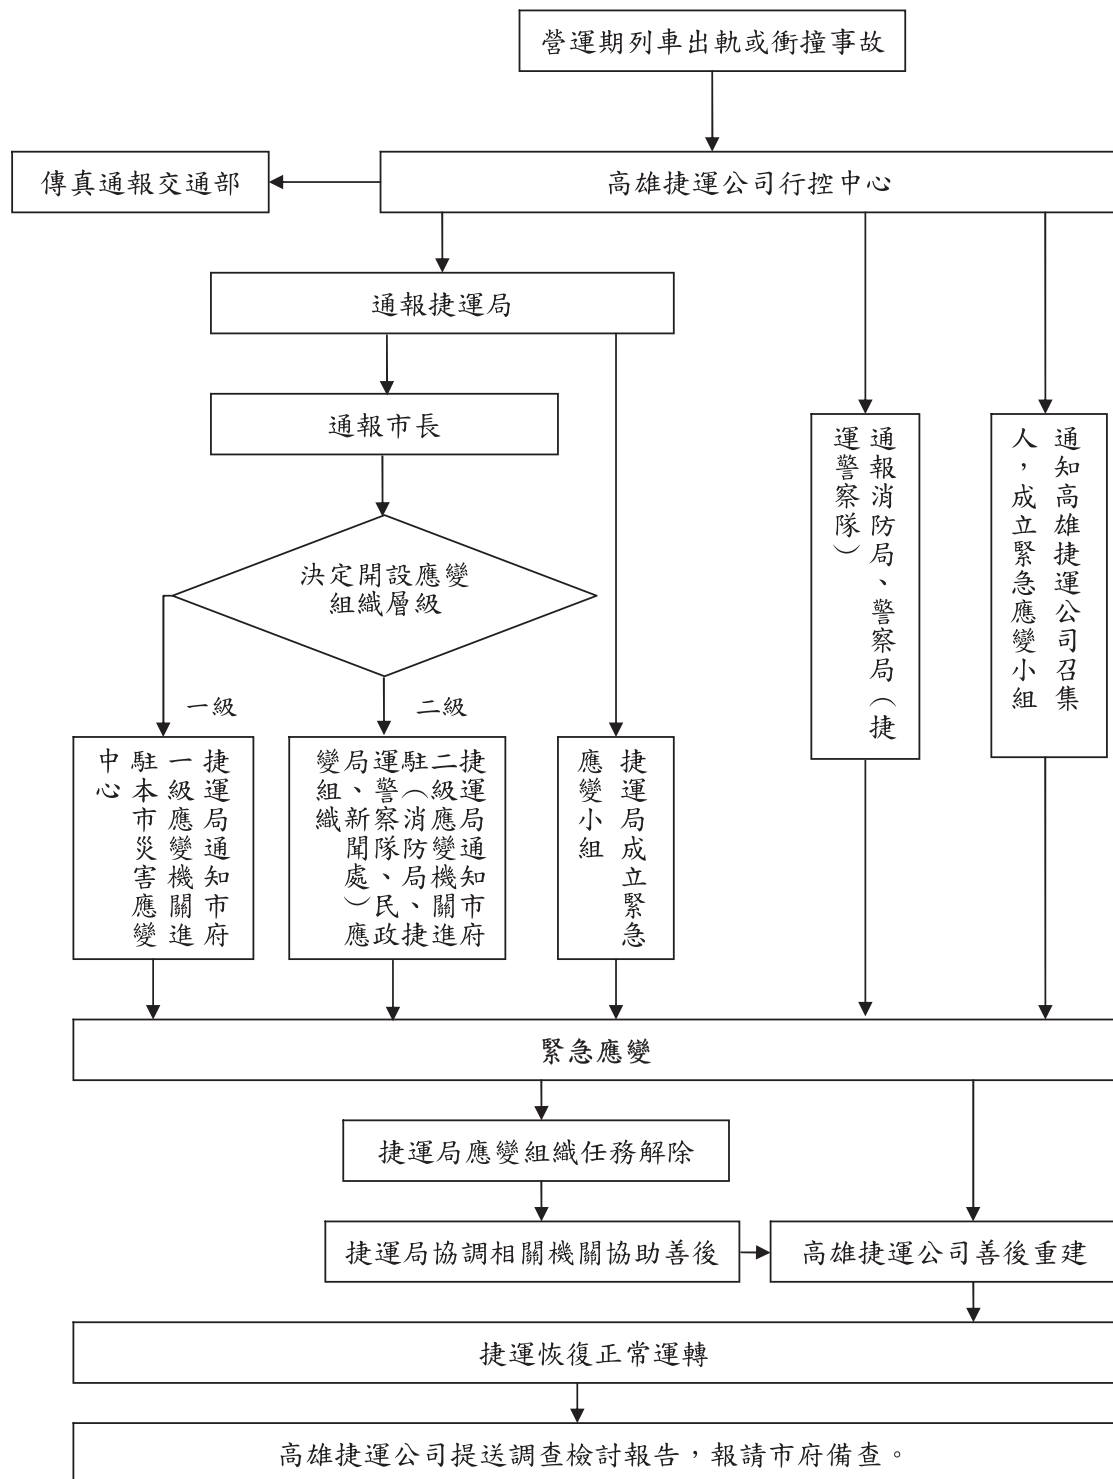 營運期列車出軌或衝撞事故
傳真通報交通部
高雄捷運公司行控中心
通報捷運局
通報市長
決定開設應變
組織層級
一級
二級
通報消防局、警察局（捷
運警察隊）
通知高雄捷運公司召集
人，成立緊急應變小組
捷運局通知市府
一級應變機關進
駐本市災害應變
中心
捷運局通知市府
二級應變機關進
駐（消防局、捷
運警察隊、民政
局、新聞處）應
變組織
捷運局成立緊急
應變小組
緊急應變
捷運局應變組織任務解除
捷運局協調相關機關協助善後
高雄捷運公司善後重建
捷運恢復正常運轉
高雄捷運公司提送調查檢討報告，報請市府備查。